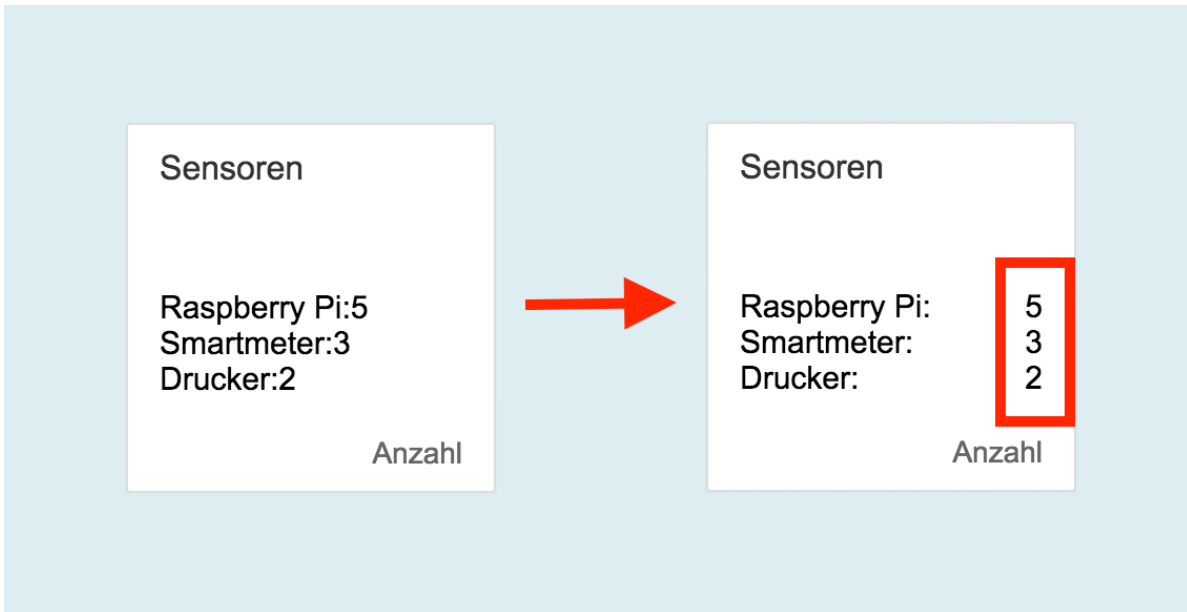 Sensoren
Raspberry Pi:5
Smartmeter:3
Drucker:2
Anzahl
Sensoren
Raspberry Pi: 5
Smartmeter: 3
Drucker: 2
Anzahl